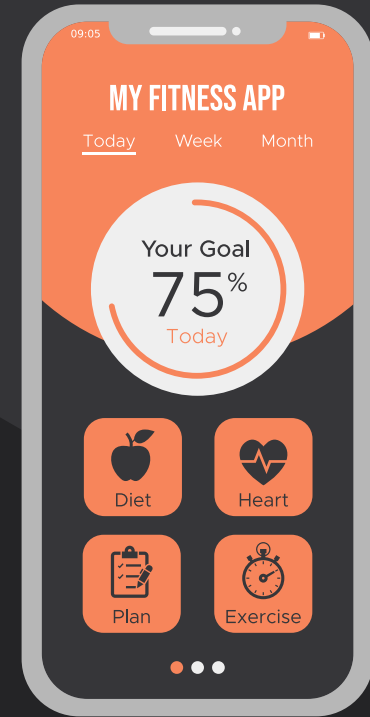 09:05
MY FITNESS APP
Today Week Month
Your Goal
75%
Today
Diet Heart
Plan Exercise